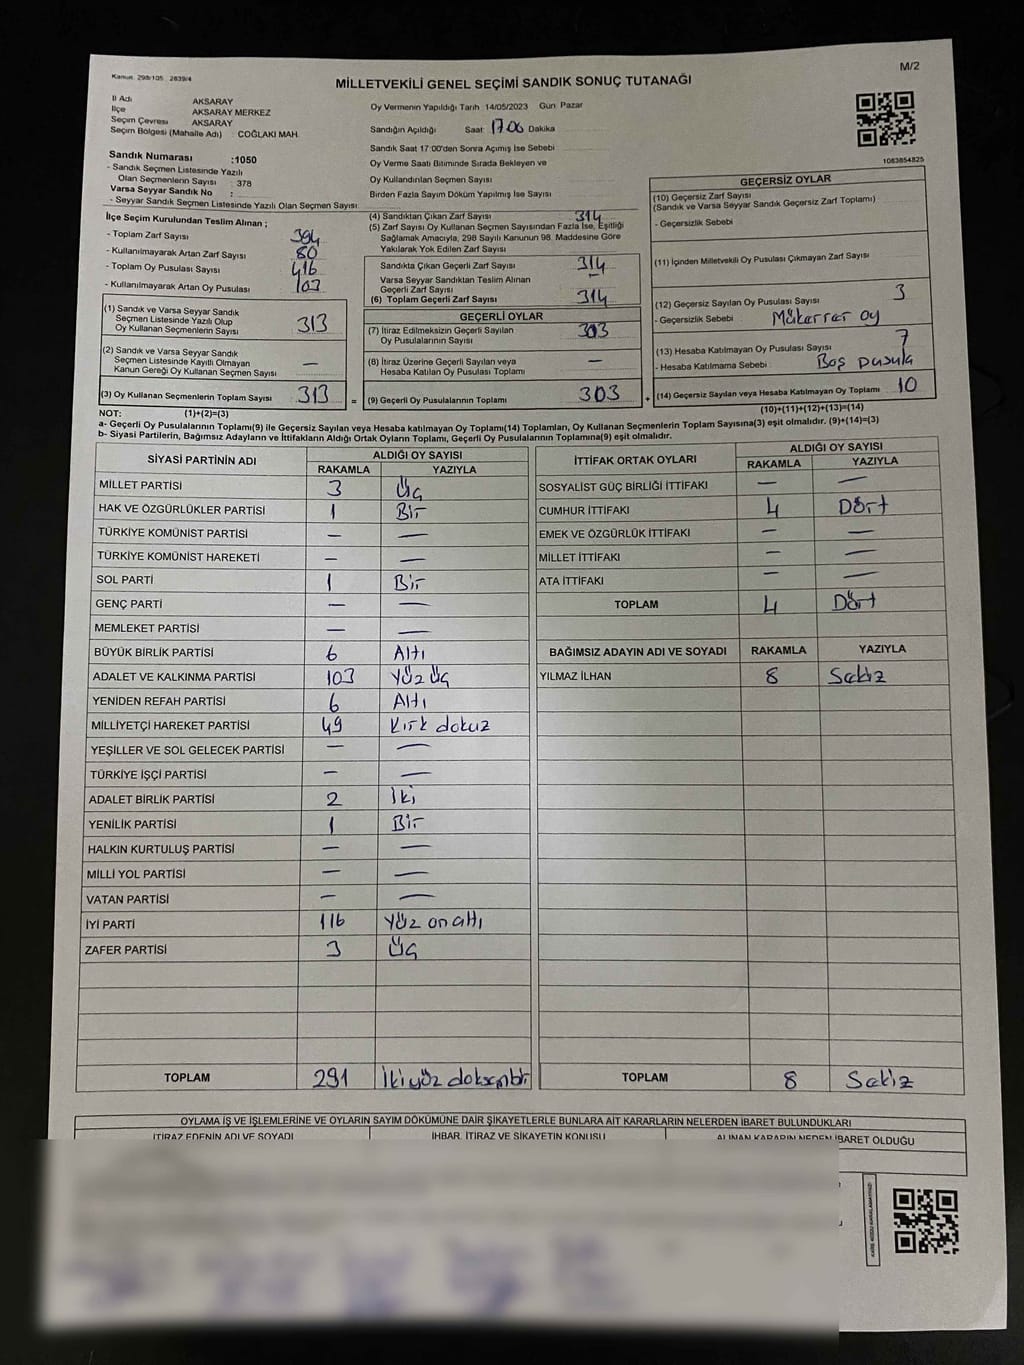 Kanun. 298/105 2839/4
M/2
MİLLETVEKİLİ GENEL SEÇİMİ SANDIK SONUÇ TUTANAĞI
İl Adı AKSARAY
İlçe AKSARAY MERKEZ
Seçim Çevresi AKSARAY
Seçim Bölgesi (Mahalle Adı) : COĞLAKI MAH.
Sandık Numarası :1050
- Sandık Seçmen Listesinde Yazılı
Olan Seçmenlerin Sayısı : 378
Varsa Seyyar Sandık No :
- Seyyar Sandık Seçmen Listesinde Yazılı Olan Seçmen Sayısı:
Oy Vermenin Yapıldığı Tarih 14/05/2023 Gün: Pazar
Sandığın Açıldığı Saat: 17.06 Dakika
Sandık Saat 17:00'den Sonra Açımış İse Sebebi
Oy Verme Saati Bitiminde Sırada Bekleyen ve
Oy Kullandırılan Seçmen Sayısı
Birden Fazla Sayım Döküm Yapılmış İse Sayısı
1063854825
İlçe Seçim Kurulundan Teslim Alınan ;
- Toplam Zarf Sayısı 394
- Kullanılmayarak Artan Zarf Sayısı 80
- Toplam Oy Pusulası Sayısı 416
- Kullanılmayarak Artan Oy Pusulası 103
(1) Sandık ve Varsa Seyyar Sandık
Seçmen Listesinde Yazılı Olup
Oy Kullanan Seçmenlerin Sayısı 313
(2) Sandık ve Varsa Seyyar Sandık
Seçmen Listesinde Kayıtlı Olmayan
Kanun Gereği Oy Kullanan Seçmen Sayısı —
(3) Oy Kullanan Seçmenlerin Toplam Sayısı 313 =
(4) Sandıktan Çıkan Zarf Sayısı 314
(5) Zarf Sayısı Oy Kullanan Seçmen Sayısından Fazla İse, Eşitliği
Sağlamak Amacıyla, 298 Sayılı Kanunun 98. Maddesine Göre
Yakılarak Yok Edilen Zarf Sayısı
Sandıkta Çıkan Geçerli Zarf Sayısı 314
Varsa Seyyar Sandıktan Teslim Alınan
Geçerli Zarf Sayısı —
(6) Toplam Geçerli Zarf Sayısı 314
GEÇERLİ OYLAR
(7) İtiraz Edilmeksizin Geçerli Sayılan
Oy Pusulalarının Sayısı 303
(8) İtiraz Üzerine Geçerli Sayılan veya
Hesaba Katılan Oy Pusulası Toplamı —
(9) Geçerli Oy Pusulalarının Toplamı 303 +
GEÇERSİZ OYLAR
(10) Geçersiz Zarf Sayısı
(Sandık ve Varsa Seyyar Sandık Geçersiz Zarf Toplamı)
- Geçersizlik Sebebi
(11) İçinden Milletvekili Oy Pusulası Çıkmayan Zarf Sayısı
(12) Geçersiz Sayılan Oy Pusulası Sayısı 3
- Geçersizlik Sebebi Mükerrer oy
(13) Hesaba Katılmayan Oy Pusulası Sayısı 7
- Hesaba Katılmama Sebebi Boş pusula
(14) Geçersiz Sayılan veya Hesaba Katılmayan Oy Toplamı 10
(10)+(11)+(12)+(13)=(14)
NOT: (1)+(2)=(3)
a- Geçerli Oy Pusulalarının Toplamı(9) ile Geçersiz Sayılan veya Hesaba katılmayan Oy Toplamı(14) Toplamları, Oy Kullanan Seçmenlerin Toplam Sayısına(3) eşit olmalıdır. (9)+(14)=(3)
b- Siyasi Partilerin, Bağımsız Adayların ve İttifakların Aldığı Ortak Oyların Toplamı, Geçerli Oy Pusulalarının Toplamına(9) eşit olmalıdır.
SİYASİ PARTİNİN ADI ALDIĞI OY SAYISI
RAKAMLA YAZIYLA
MİLLET PARTİSİ 3 Üç
HAK VE ÖZGÜRLÜKLER PARTİSİ 1 Bir
TÜRKİYE KOMÜNİST PARTİSİ — —
TÜRKİYE KOMÜNİST HAREKETİ — —
SOL PARTİ 1 Bir
GENÇ PARTİ — —
MEMLEKET PARTİSİ — —
BÜYÜK BİRLİK PARTİSİ 6 Altı
ADALET VE KALKINMA PARTİSİ 103 Yüz Üç
YENİDEN REFAH PARTİSİ 6 Altı
MİLLİYETÇİ HAREKET PARTİSİ 49 Kırk dokuz
YEŞİLLER VE SOL GELECEK PARTİSİ — —
TÜRKİYE İŞÇİ PARTİSİ — —
ADALET BİRLİK PARTİSİ 2 İki
YENİLİK PARTİSİ 1 Bir
HALKIN KURTULUŞ PARTİSİ — —
MİLLİ YOL PARTİSİ — —
VATAN PARTİSİ — —
İYİ PARTİ 116 Yüz on altı
ZAFER PARTİSİ 3 Üç
TOPLAM 291 İkiyüz doksanbir
İTTİFAK ORTAK OYLARI ALDIĞI OY SAYISI
RAKAMLA YAZIYLA
SOSYALİST GÜÇ BİRLİĞİ İTTİFAKI — —
CUMHUR İTTİFAKI 4 Dört
EMEK VE ÖZGÜRLÜK İTTİFAKI — —
MİLLET İTTİFAKI — —
ATA İTTİFAKI — —
TOPLAM 4 Dört
BAĞIMSIZ ADAYIN ADI VE SOYADI RAKAMLA YAZIYLA
YILMAZ İLHAN 8 Sekiz
TOPLAM 8 Sekiz
OYLAMA İŞ VE İŞLEMLERİNE VE OYLARIN SAYIM DÖKÜMÜNE DAİR ŞİKAYETLERLE BUNLARA AİT KARARLARIN NELERDEN İBARET BULUNDUKLARI
İTİRAZ EDENİN ADI VE SOYADI İHBAR, İTİRAZ VE ŞİKAYETİN KONUSU ALINAN KARARIN NEDEN İBARET OLDUĞU